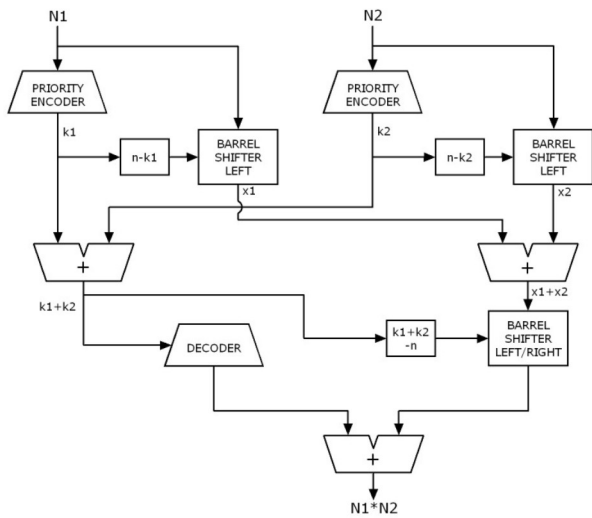 N1
N2
PRIORITY
ENCODER
PRIORITY
ENCODER
k1
k2
n-k1
BARREL
SHIFTER
LEFT
n-k2
BARREL
SHIFTER
LEFT
x1
x2
+
+
k1+k2
x1+x2
DECODER
k1+k2
-n
BARREL
SHIFTER
LEFT/RIGHT
+
N1*N2